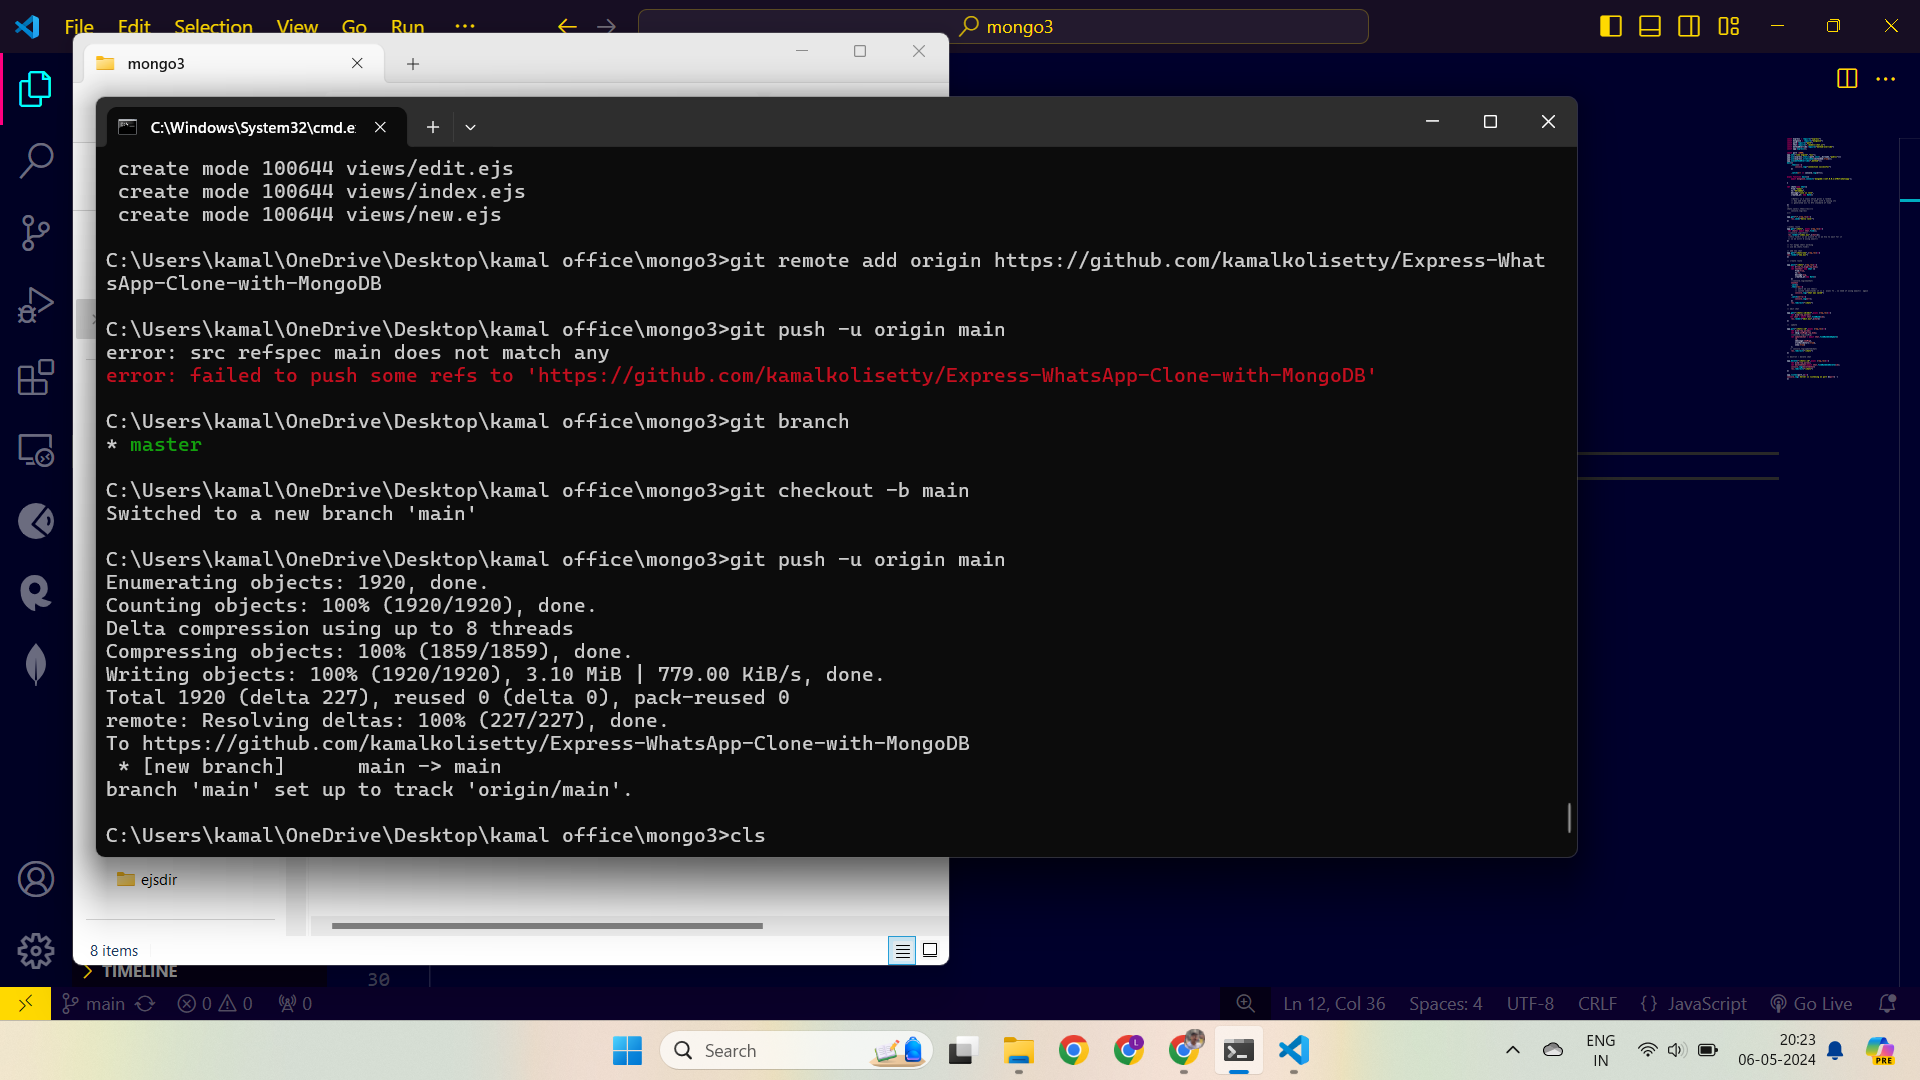 File Edit Selection View Go Run ··· mongo3
mongo3
C:\Windows\System32\cmd.e
create mode 100644 views/edit.ejs
create mode 100644 views/index.ejs
create mode 100644 views/new.ejs
C:\Users\kamal\OneDrive\Desktop\kamal office\mongo3>git remote add origin https://github.com/kamalkolisetty/Express-What
sApp-Clone-with-MongoDB
C:\Users\kamal\OneDrive\Desktop\kamal office\mongo3>git push -u origin main
error: src refspec main does not match any
error: failed to push some refs to 'https://github.com/kamalkolisetty/Express-WhatsApp-Clone-with-MongoDB'
C:\Users\kamal\OneDrive\Desktop\kamal office\mongo3>git branch
* master
C:\Users\kamal\OneDrive\Desktop\kamal office\mongo3>git checkout -b main
Switched to a new branch 'main'
C:\Users\kamal\OneDrive\Desktop\kamal office\mongo3>git push -u origin main
Enumerating objects: 1920, done.
Counting objects: 100% (1920/1920), done.
Delta compression using up to 8 threads
Compressing objects: 100% (1859/1859), done.
Writing objects: 100% (1920/1920), 3.10 MiB | 779.00 KiB/s, done.
Total 1920 (delta 227), reused 0 (delta 0), pack-reused 0
remote: Resolving deltas: 100% (227/227), done.
To https://github.com/kamalkolisetty/Express-WhatsApp-Clone-with-MongoDB
* [new branch]      main -> main
branch 'main' set up to track 'origin/main'.
C:\Users\kamal\OneDrive\Desktop\kamal office\mongo3>cls
ejsdir
8 items
TIMELINE
30
main 0 0 0 Ln 12, Col 36 Spaces: 4 UTF-8 CRLF {} JavaScript Go Live
Search
L
ENG
IN
20:23
06-05-2024
PRE